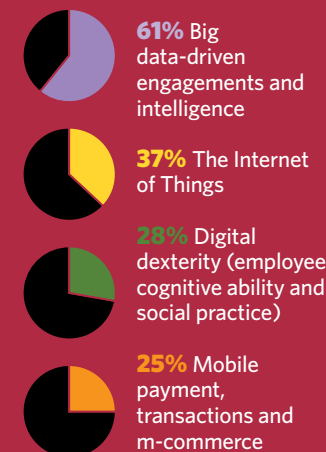 61% Big
data-driven
engagements and
intelligence
37% The Internet
of Things
28% Digital
dexterity (employee
cognitive ability and
social practice)
25% Mobile
payment,
transactions and
m-commerce